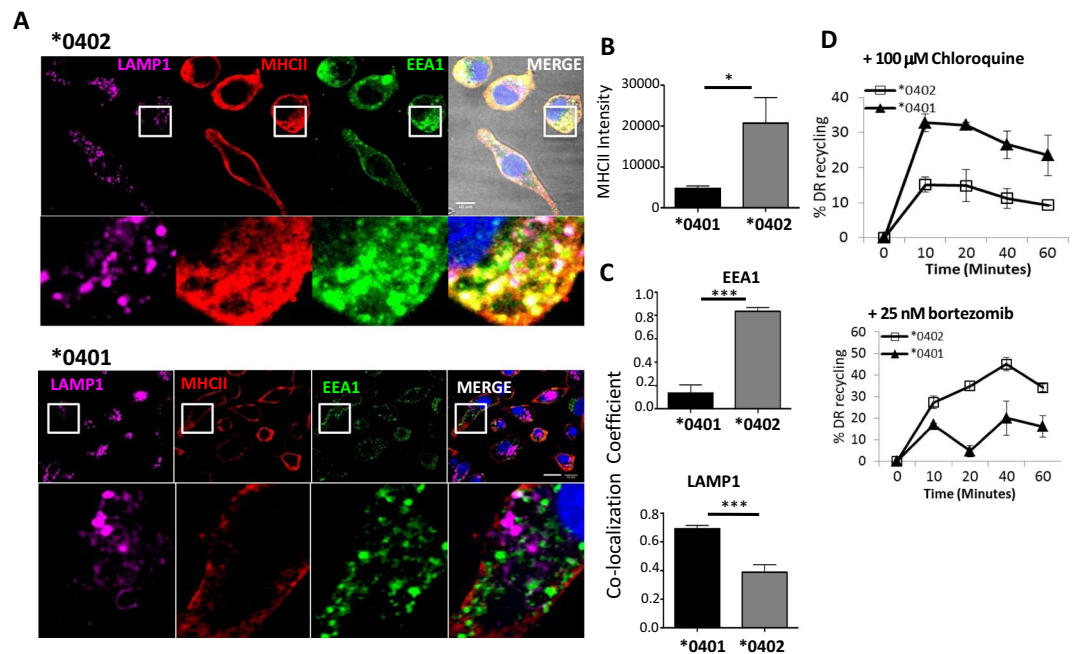 A
*0402
LAMP1 MHCII EEA1 MERGE
*0401
LAMP1 MHCII EEA1 MERGE
B
MHCII Intensity
30000
20000
10000
0
*
*0401 *0402
C
EEA1
Co-localization Coefficient
1.0
0.8
0.6
0.4
0.2
0.0
***
*0401 *0402
LAMP1
0.8
0.6
0.4
0.2
0.0
***
*0401 *0402
D
+ 100 µM Chloroquine
*0402
*0401
% DR recycling
40
30
20
10
0
0 10 20 40 60
Time (Minutes)
+ 25 nM bortezomib
*0402
*0401
% DR recycling
60
50
40
30
20
10
0
0 10 20 40 60
Time (Minutes)